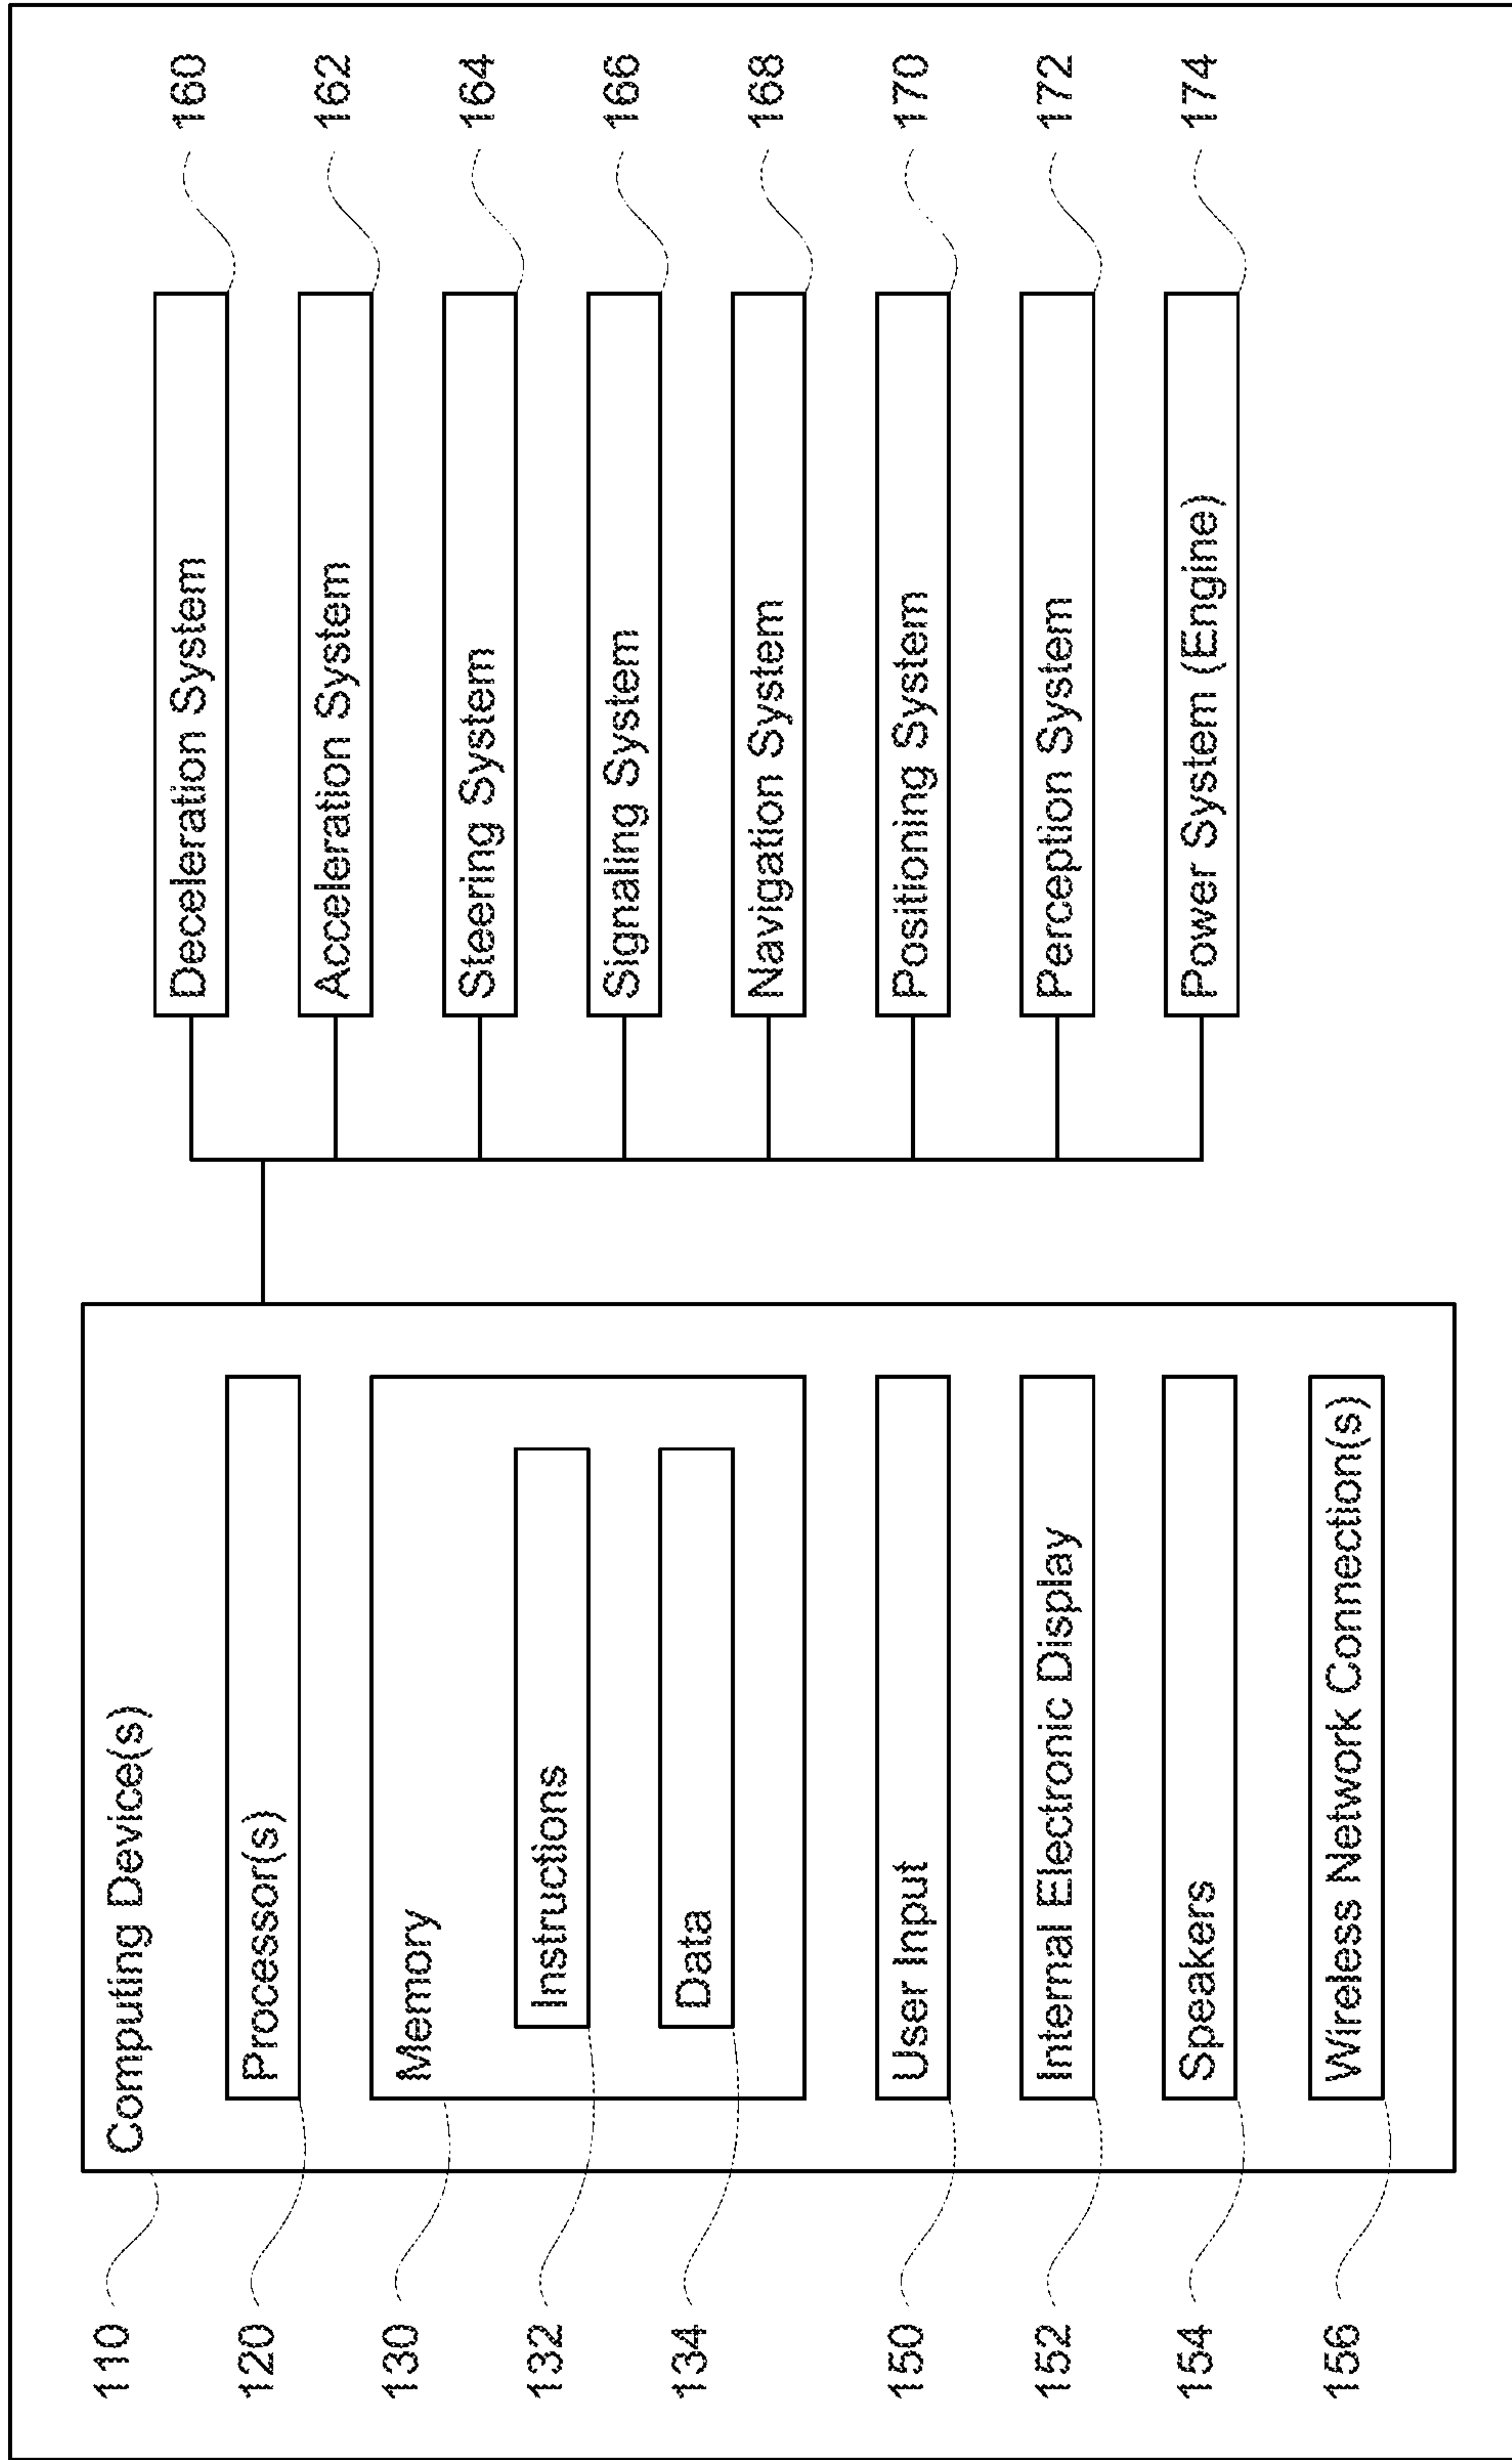 110
Computing Device(s)
120
Processor(s)
130
Memory
132
Instructions
134
Data
150
User Input
152
Internal Electronic Display
154
Speakers
156
Wireless Network Connection(s)
Deceleration System
160
Acceleration System
162
Steering System
164
Signaling System
166
Navigation System
168
Positioning System
170
Perception System
172
Power System (Engine)
174